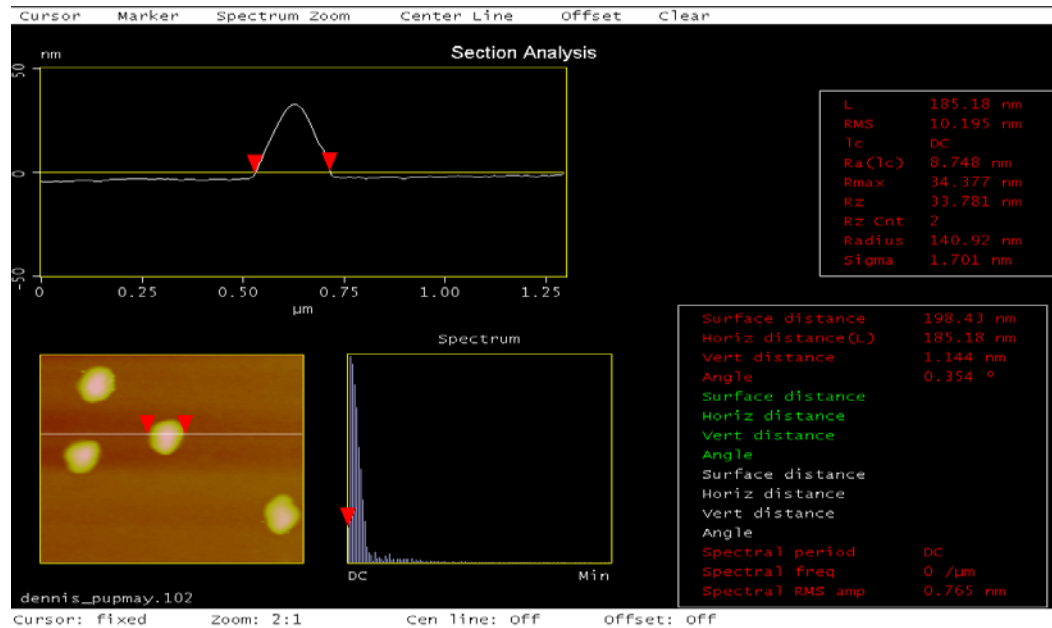 Cursor Marker Spectrum Zoom Center Line Offset Clear
nm
Section Analysis
50
0
-50
0 0.25 0.50 0.75 1.00 1.25
µm
L 185.18 nm
RMS 10.195 nm
lc DC
Ra(lc) 8.748 nm
Rmax 34.377 nm
Rz 33.781 nm
Rz Cnt 2
Radius 140.92 nm
Sigma 1.701 nm
Spectrum
DC Min
Surface distance 198.43 nm
Horiz distance(L) 185.18 nm
Vert distance 1.144 nm
Angle 0.354 °
Surface distance
Horiz distance
Vert distance
Angle
Surface distance
Horiz distance
Vert distance
Angle
Spectral period DC
Spectral freq 0 /µm
Spectral RMS amp 0.765 nm
dennis_pupmay.102
Cursor: fixed Zoom: 2:1 Cen line: Off Offset: Off